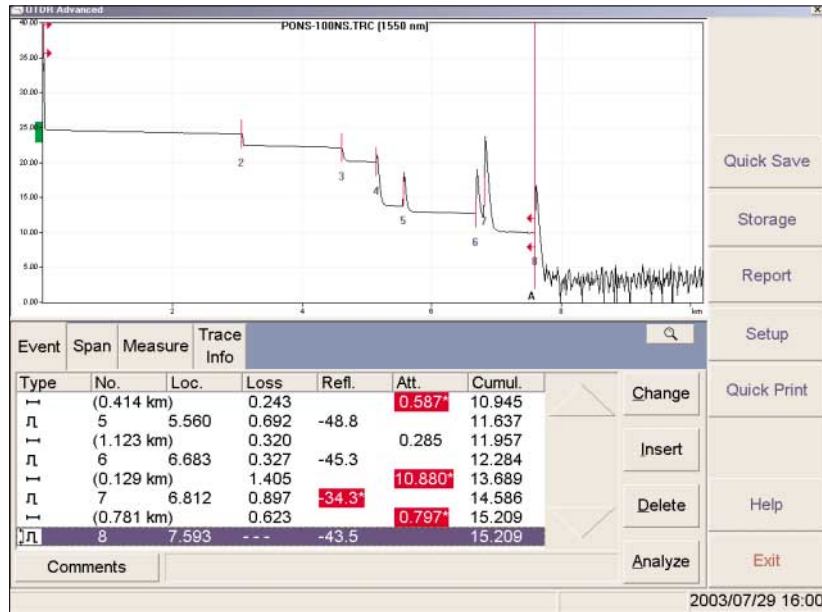 OTDR Advanced
PONS-100NS.TRC [1550 nm]
40.00
35.00
30.00
25.00
20.00
15.00
10.00
5.00
0.00
2
3
4
5
6
7
8
A
2
4
6
8
km
Quick Save
Storage
Report
Setup
Quick Print
Help
Exit
Event
Span
Measure
Trace Info
Type No. Loc. Loss Refl. Att. Cumul.
(0.414 km) 0.243 0.587* 10.945
5 5.560 0.692 -48.8 11.637
(1.123 km) 0.320 0.285 11.957
6 6.683 0.327 -45.3 12.284
(0.129 km) 1.405 10.880* 13.689
7 6.812 0.897 -34.3* 14.586
(0.781 km) 0.623 0.797* 15.209
8 7.593 --- -43.5 15.209
Change
Insert
Delete
Analyze
Comments
2003/07/29 16:00